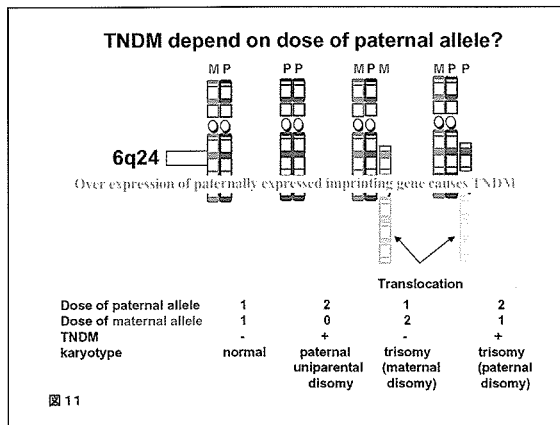 TNDM depend on dose of paternal allele?
M P P P M P M M P P
6q24
Over expression of paternally expressed imprinting gene causes TNDM
Translocation
Dose of paternal allele 1 2 1 2
Dose of maternal allele 1 0 2 1
TNDM - + - +
karyotype normal paternal trisomy trisomy
uniparental (maternal (paternal
disomy disomy) disomy)
図 11